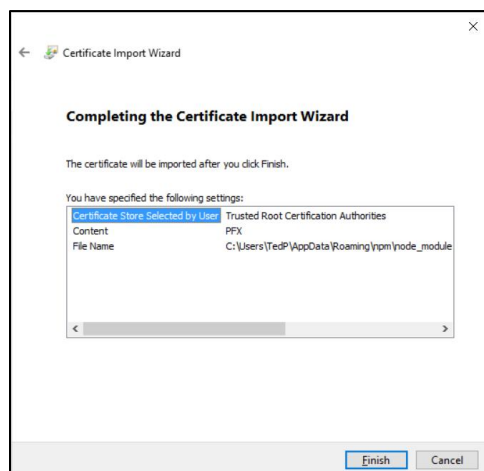 Certificate Import Wizard
Completing the Certificate Import Wizard
The certificate will be imported after you click Finish.
You have specified the following settings:
Certificate Store Selected by User Trusted Root Certification Authorities
Content PFX
File Name C:\Users\TedP\AppData\Roaming\npm\node_module
Finish Cancel